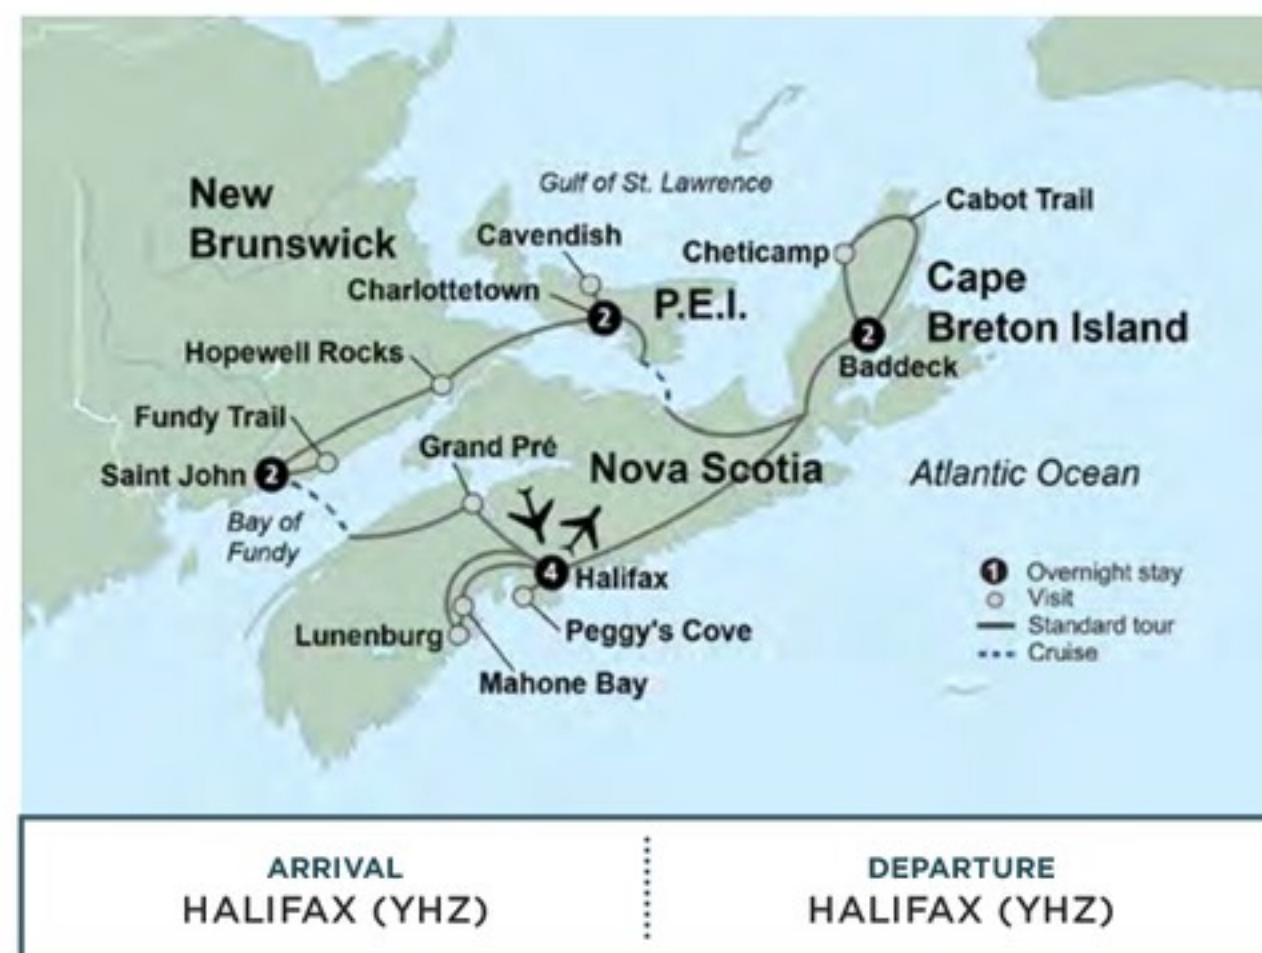 Gulf of St. Lawrence
New
Brunswick
Cabot Trail
Cavendish
Cheticamp
Cape
Breton Island
Charlottetown
2
P.E.I.
2
Baddeck
Hopewell Rocks
Fundy Trail
Grand Pré
Nova Scotia
Atlantic Ocean
Saint John
2
Bay of
Fundy
4
Halifax
Lunenburg
Peggy's Cove
Mahone Bay
1 Overnight stay
Visit
Standard tour
Cruise
ARRIVAL
HALIFAX (YHZ)
DEPARTURE
HALIFAX (YHZ)